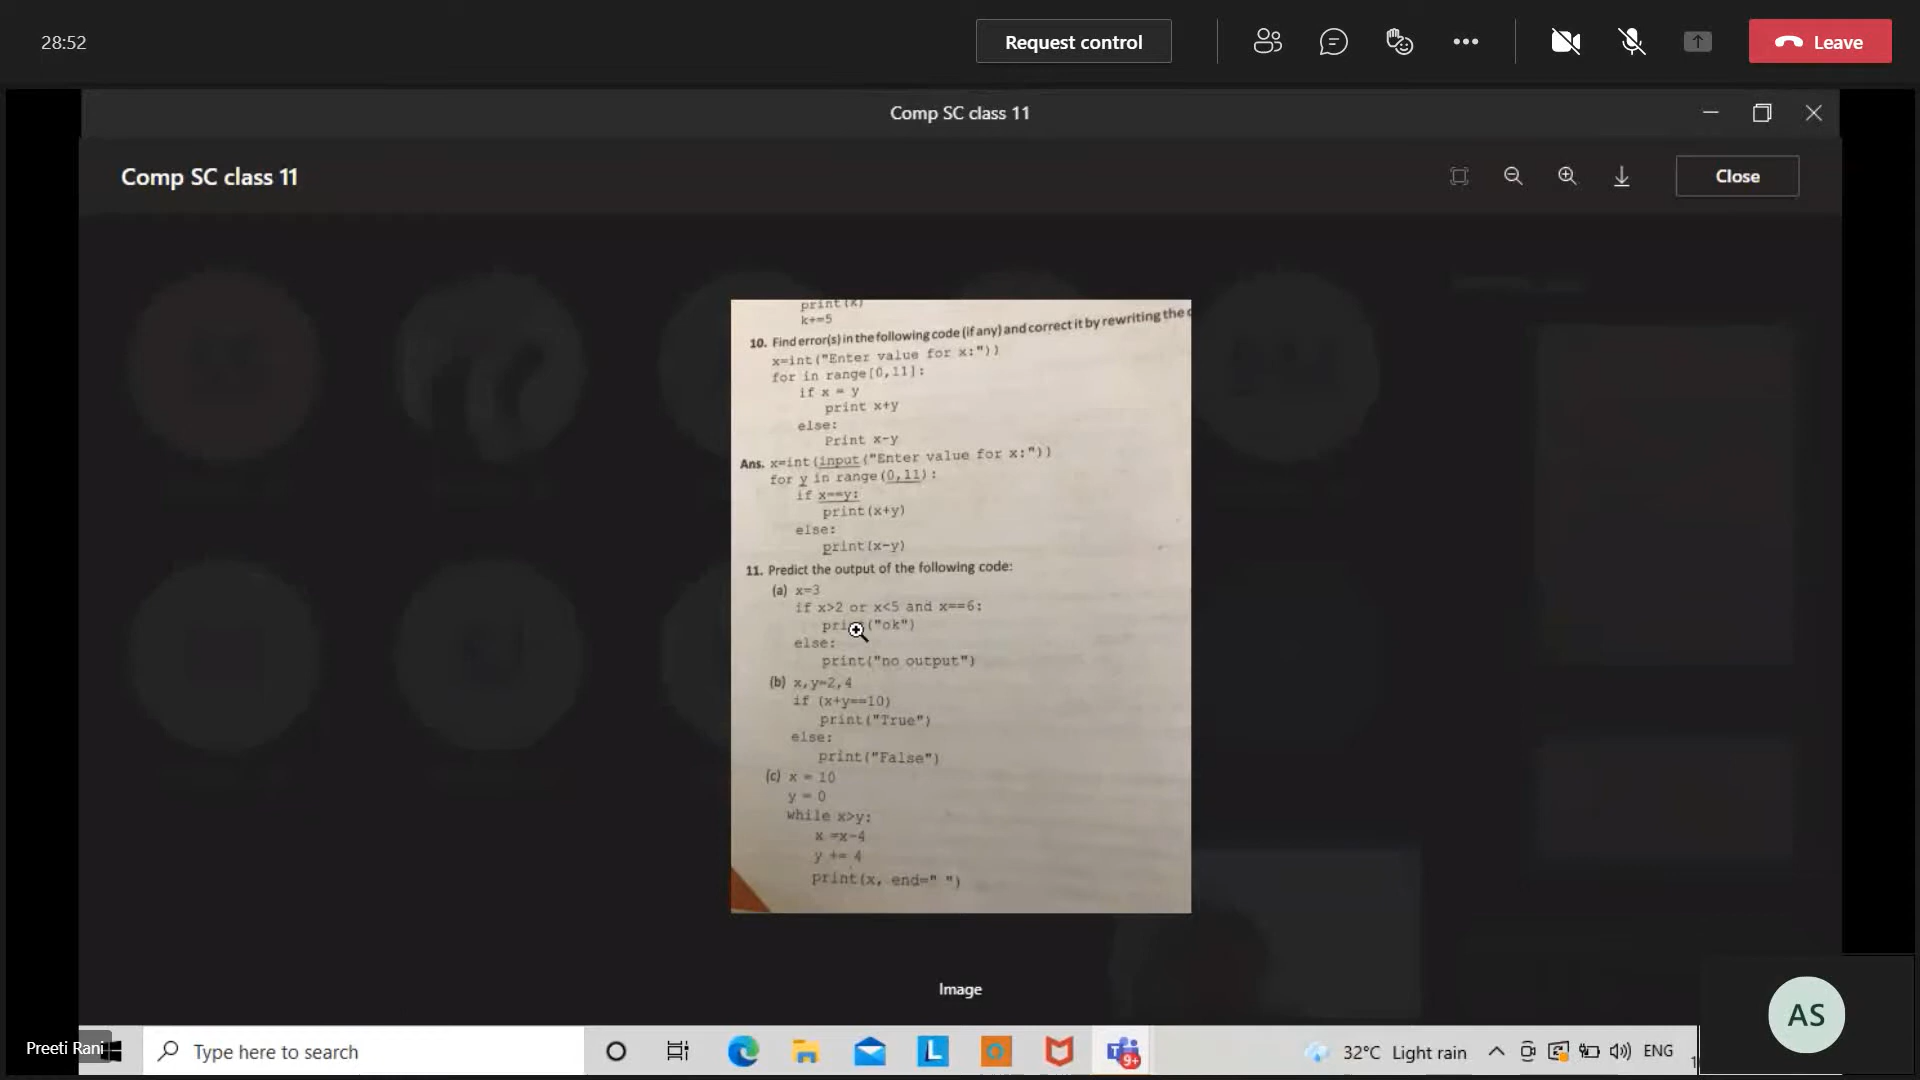 28:52
Request control
Leave
Comp SC class 11
Comp SC class 11
Close
print(k)
k+=5
10. Find error(s) in the following code (if any) and correct it by rewriting the
x=int("Enter value for x:"))
for in range[0,11]:
if x = y
print x+y
else:
Print x-y
Ans. x=int(input("Enter value for x:"))
for y in range(0,11):
if x==y:
print(x+y)
else:
print(x-y)
11. Predict the output of the following code:
(a) x=3
if x>2 or x<5 and x==6:
print("ok")
else:
print("no output")
(b) x,y=2,4
if (x+y==10)
print("True")
else:
print("False")
(c) x = 10
y = 0
while x>y:
x =x-4
y += 4
print(x, end=" ")
Image
AS
Preeti Rani
Type here to search
L
9+
32°C Light rain
ENG